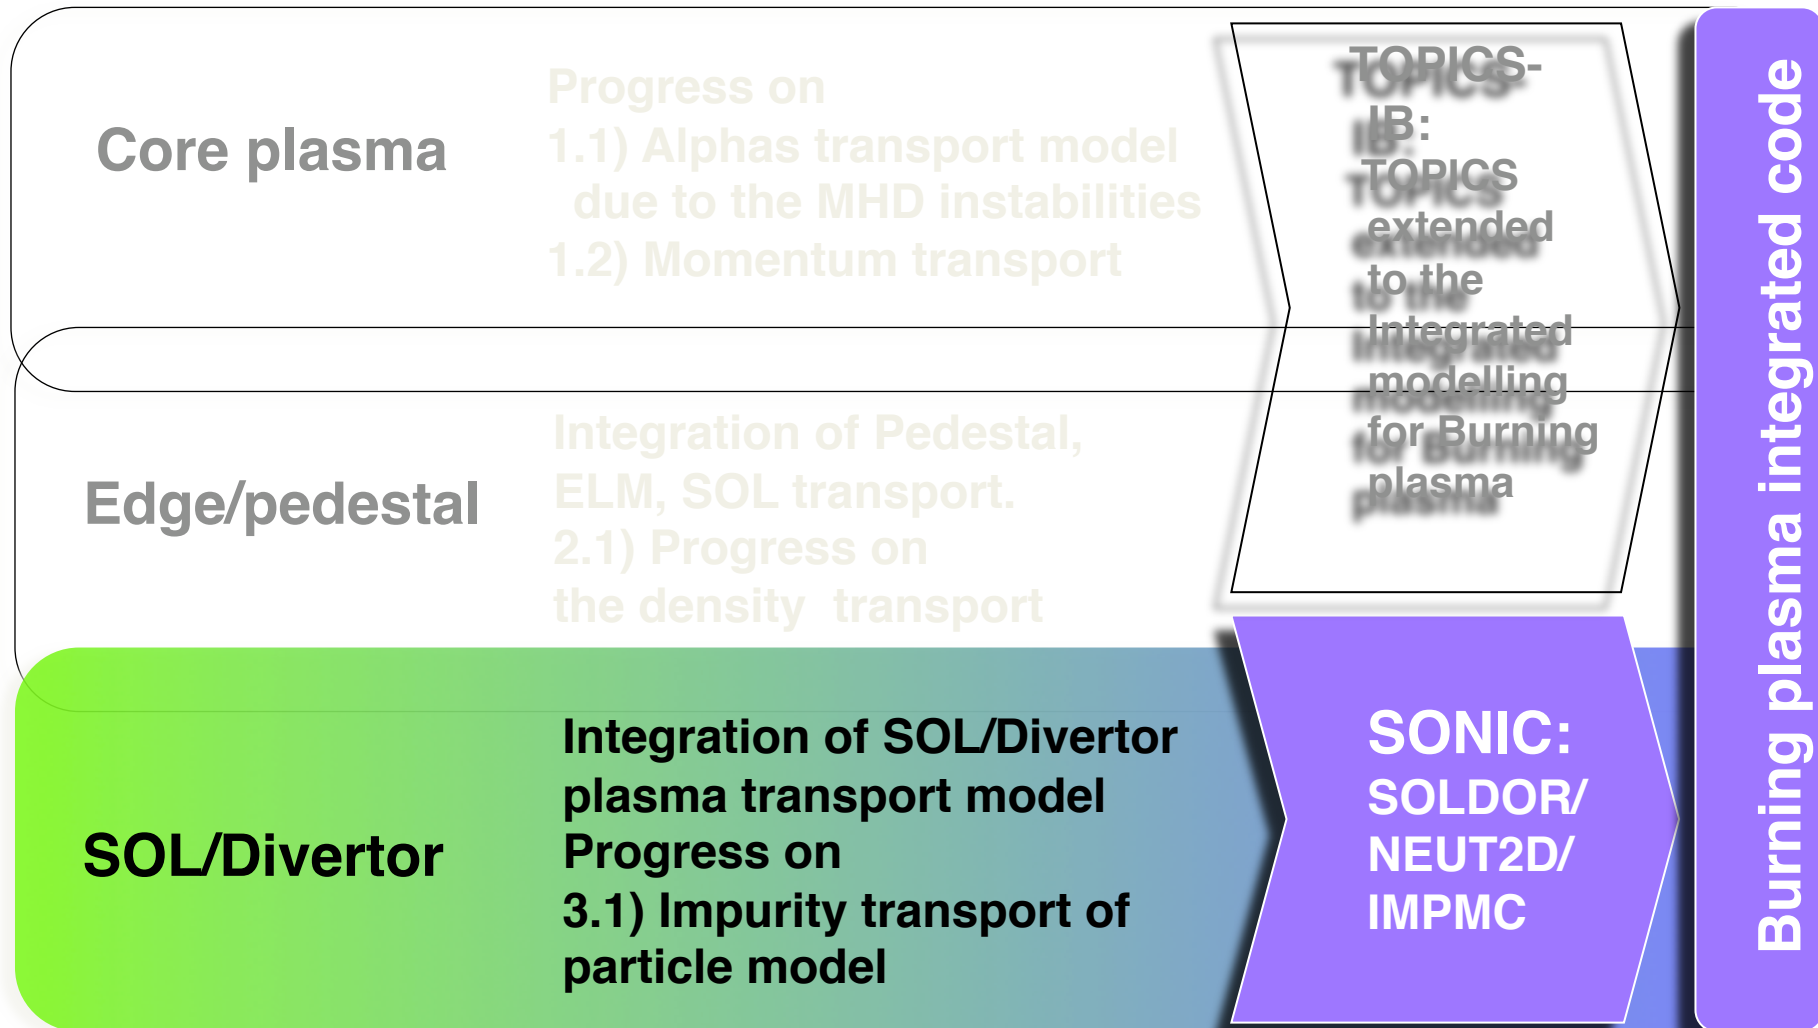 Core plasma
Progress on
1.1) Alphas transport model
due to the MHD instabilities
1.2) Momentum transport
TOPICS-
IB:
TOPICS
extended
to the
Integrated
modelling
for Burning
plasma
Edge/pedestal
Integration of Pedestal,
ELM, SOL transport.
2.1) Progress on
the density transport
SOL/Divertor
Integration of SOL/Divertor
plasma transport model
Progress on
3.1) Impurity transport of
particle model
SONIC:
SOLDOR/
NEUT2D/
IMPMC
Burning plasma integrated code